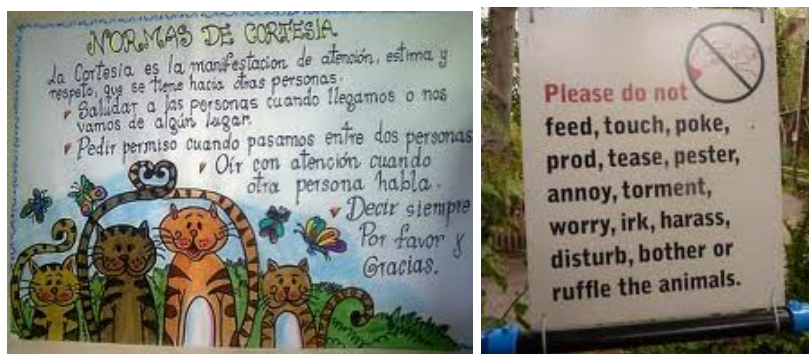 NORMAS DE CORTESIA
La Cortesia es la manifestacion de atención, estima y
respeto, que se tiene hacia otras personas.
Saludar a las personas cuando llegamos o nos
vamos de algún lugar.
Pedir permiso cuando pasamos entre dos personas
Oír con atención cuando
otra persona habla.
Decir siempre
Por favor y
Gracias.
Please do not
feed, touch, poke,
prod, tease, pester,
annoy, torment,
worry, irk, harass,
disturb, bother or
ruffle the animals.